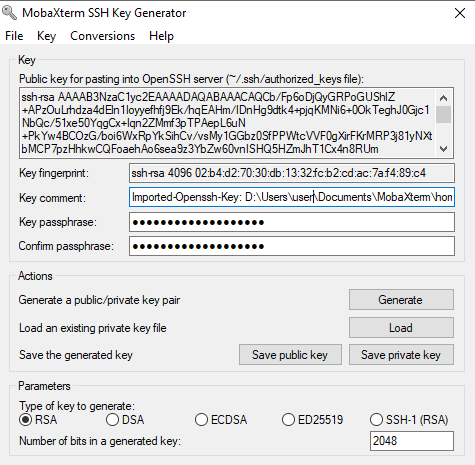 MobaXterm SSH Key Generator
File Key Conversions Help
Key
Public key for pasting into OpenSSH server (~/.ssh/authorized_keys file):
ssh-rsa AAAAB3NzaC1yc2EAAAADAQABAAACAQCb/Fp6oDjQyGRPoGUShlZ
+APzOuLrhdza4dEln1loyyefhfj9Ek/hqEAHm/IDnHg9dtk4+pjqKMNi6+0OkTeghJ0Gjc1
NbQc/51xe50YqgCx+Iqn2ZMmf3pTPAepL6uN
+PkYw4BCOzG/boi6WxRpYkSihCv/vsMy1GGbz0SfPPWtcVVF0gXirFKrMRP3j81yNXt
bMCP7pzHhkwCQFoaehAo6sea9z3YbZw60vnISHQ5HZmJhT1Cx4n8RUm
Key fingerprint: ssh-rsa 4096 02:b4:d2:70:30:db:13:32:fc:b2:cd:ac:7a:f4:89:c4
Key comment: Imported-Openssh-Key: D:\Users\user\Documents\MobaXterm\hon
Key passphrase: ●●●●●●●●●●●●●●●●●●
Confirm passphrase: ●●●●●●●●●●●●●●●●●●
Actions
Generate a public/private key pair Generate
Load an existing private key file Load
Save the generated key Save public key Save private key
Parameters
Type of key to generate:
RSA DSA ECDSA ED25519 SSH-1 (RSA)
Number of bits in a generated key: 2048